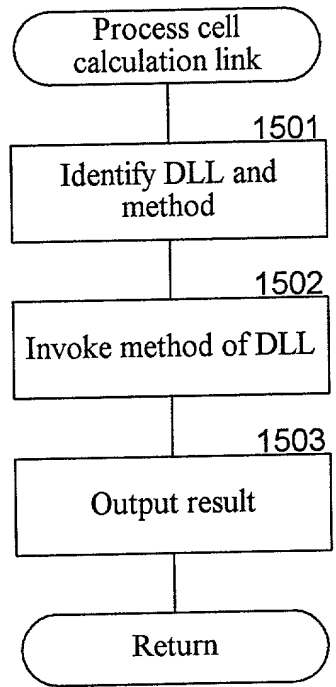 Process cell
calculation link
1501
Identify DLL and
method
1502
Invoke method of DLL
1503
Output result
Return